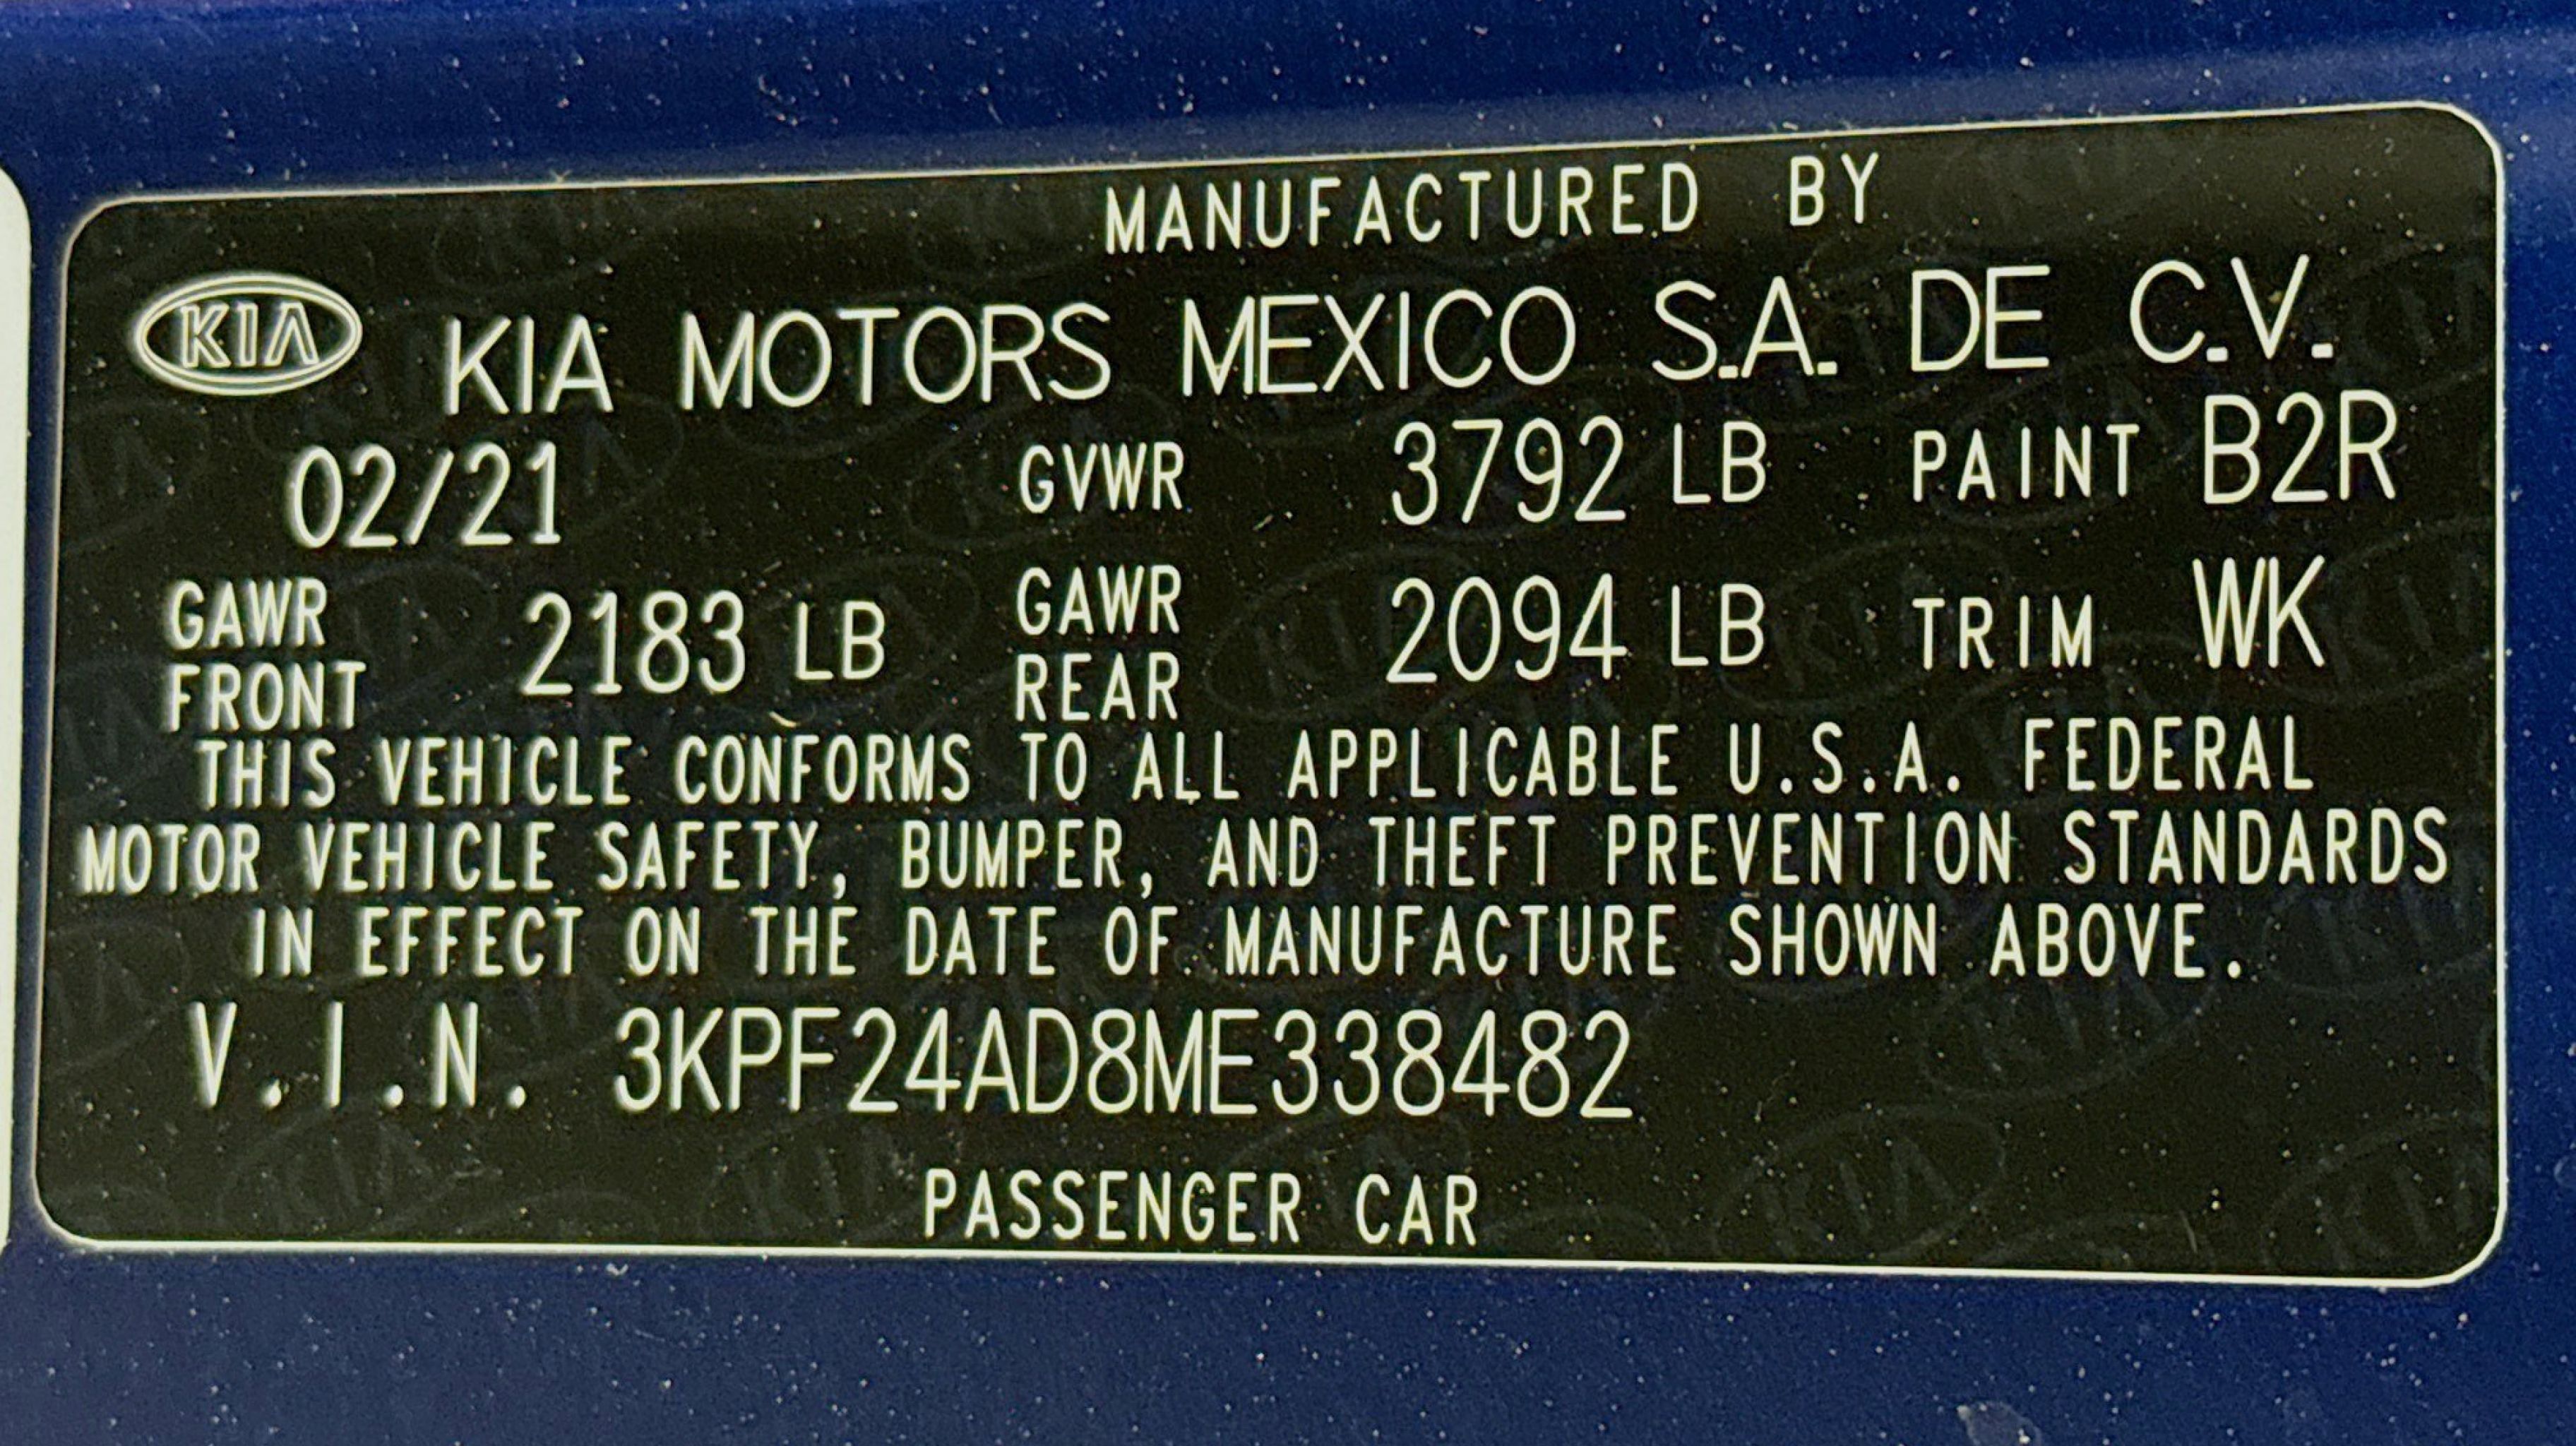 MANUFACTURED BY
KIA KIA MOTORS MEXICO S.A. DE C.V.
02/21 GVWR 3792 LB PAINT B2R
GAWR FRONT 2183 LB GAWR REAR 2094 LB TRIM WK
THIS VEHICLE CONFORMS TO ALL APPLICABLE U.S.A. FEDERAL
MOTOR VEHICLE SAFETY, BUMPER, AND THEFT PREVENTION STANDARDS
IN EFFECT ON THE DATE OF MANUFACTURE SHOWN ABOVE.
V.I.N. 3KPF24AD8ME338482
PASSENGER CAR